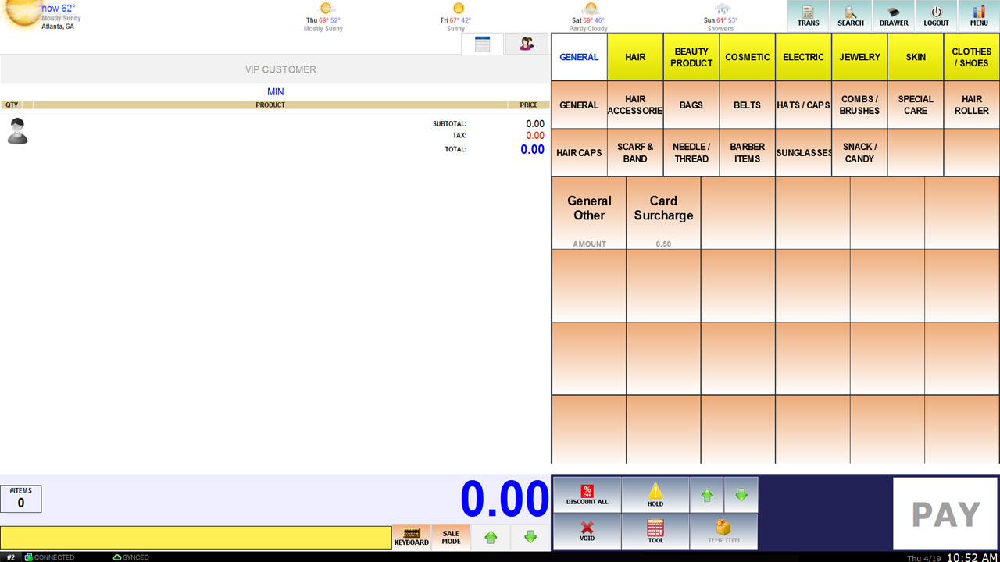 now 62°
Mostly Sunny
Atlanta, GA
Thu 69° 52°
Mostly Sunny
Fri 67° 42°
Sunny
Sat 69° 46°
Partly Cloudy
Sun 61° 53°
Showers
TRANS
SEARCH
DRAWER
LOGOUT
MENU
VIP CUSTOMER
MIN
QTY PRODUCT PRICE
SUBTOTAL: 0.00
TAX: 0.00
TOTAL: 0.00
GENERAL
HAIR
BEAUTY
PRODUCT
COSMETIC
ELECTRIC
JEWELRY
SKIN
CLOTHES
/ SHOES
GENERAL
HAIR
ACCESSORIE
BAGS
BELTS
HATS / CAPS
COMBS /
BRUSHES
SPECIAL
CARE
HAIR
ROLLER
HAIR CAPS
SCARF &
BAND
NEEDLE /
THREAD
BARBER
ITEMS
SUNGLASSES
SNACK /
CANDY
General
Other
AMOUNT
Card
Surcharge
0.50
#ITEMS
0
0.00
KEYBOARD
SALE
MODE
% OFF
DISCOUNT ALL
HOLD
VOID
TOOL
TEMP ITEM
PAY
#2 CONNECTED SYNCED
Thu 4/19 10:52 AM